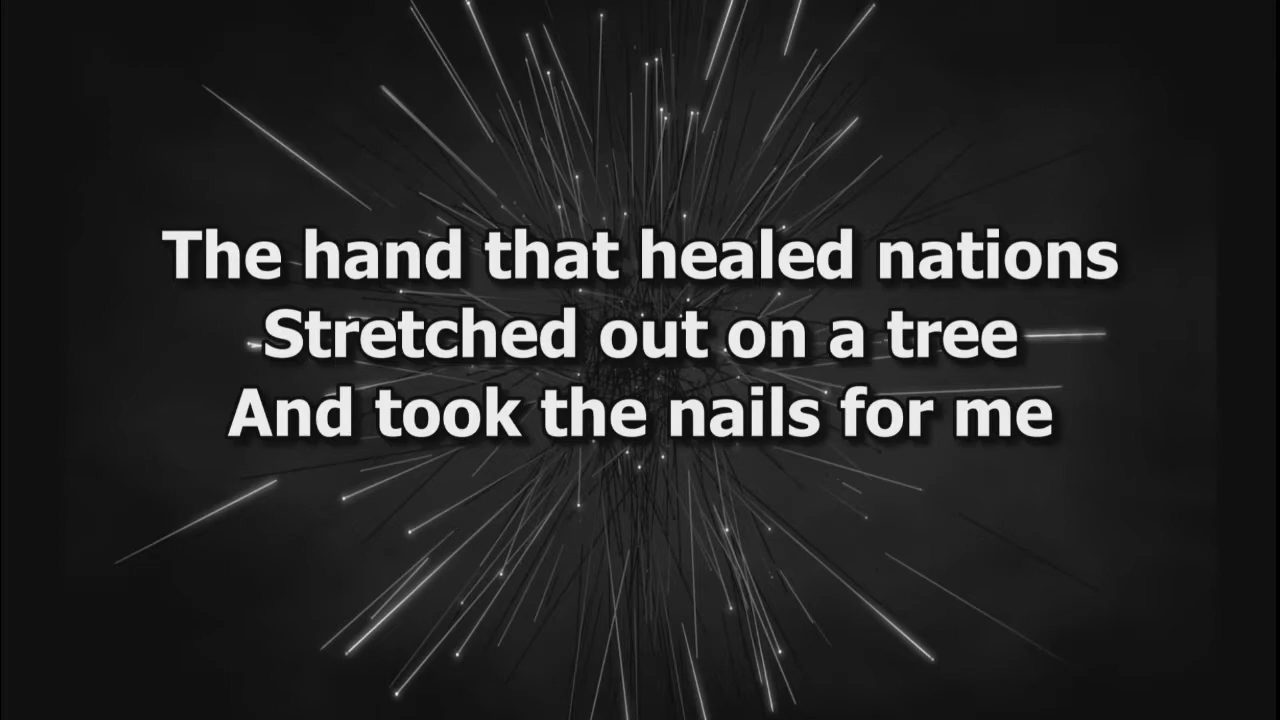 The hand that healed nations
Stretched out on a tree
And took the nails for me